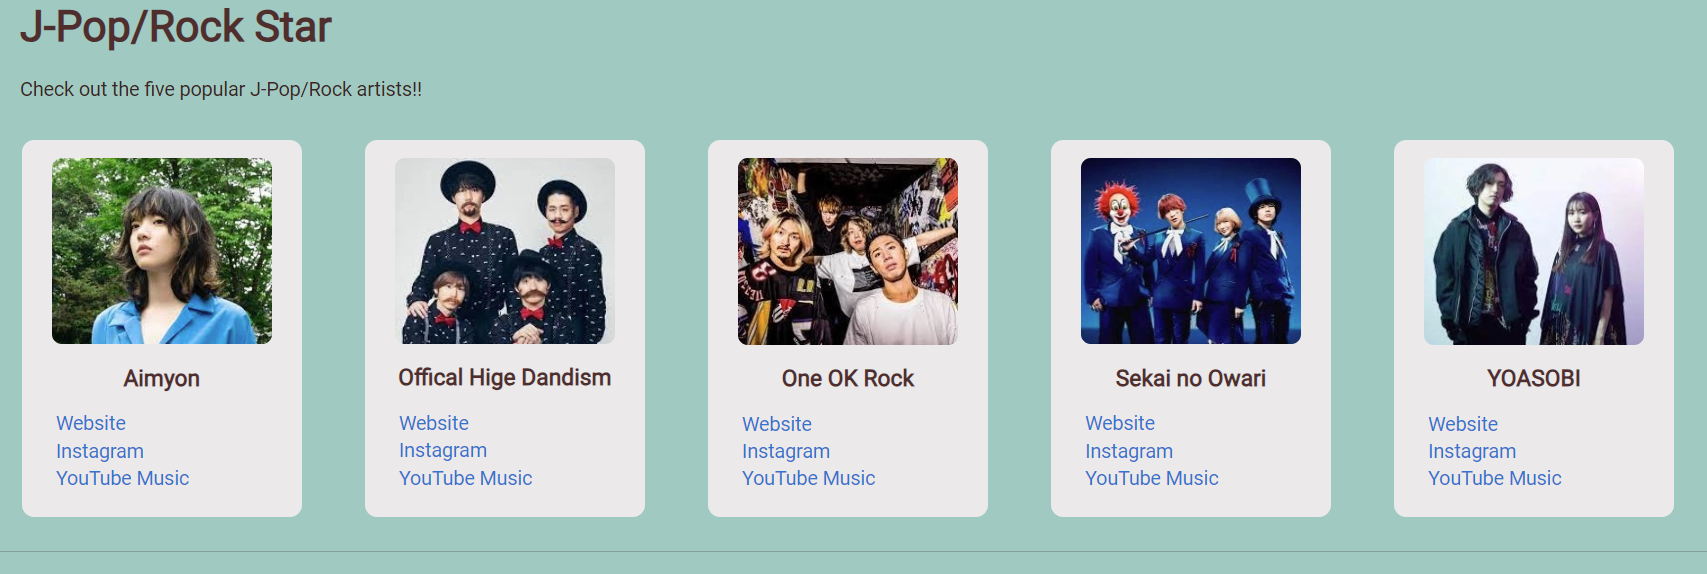 J-Pop/Rock Star
Check out the five popular J-Pop/Rock artists!!
Aimyon
Website
Instagram
YouTube Music
Offical Hige Dandism
Website
Instagram
YouTube Music
One OK Rock
Website
Instagram
YouTube Music
Sekai no Owari
Website
Instagram
YouTube Music
YOASOBI
Website
Instagram
YouTube Music